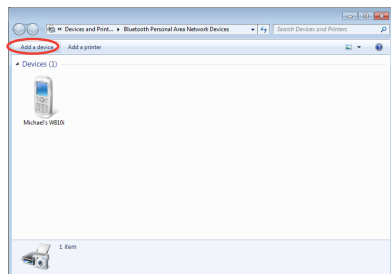 « Devices and Print... ▸ Bluetooth Personal Area Network Devices
Search Devices and Printers
Add a device
Add a printer
Devices (1)
Michael's W810i
1 item